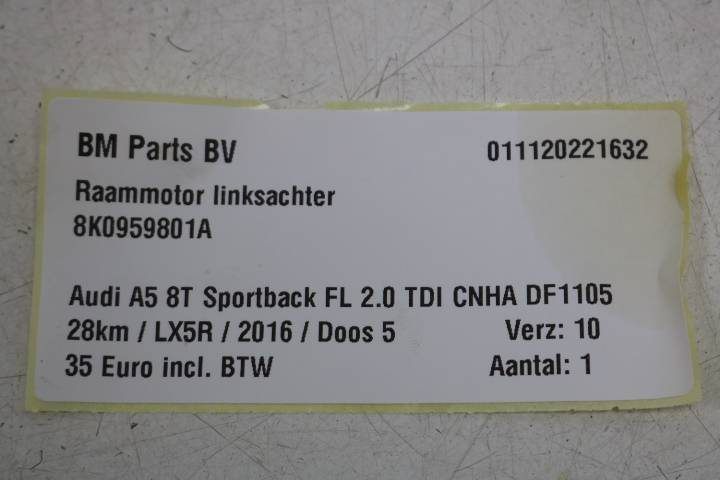 BM Parts BV 011120221632
Raammotor linksachter
8K0959801A
Audi A5 8T Sportback FL 2.0 TDI CNHA DF1105
28km / LX5R / 2016 / Doos 5 Verz: 10
35 Euro incl. BTW Aantal: 1